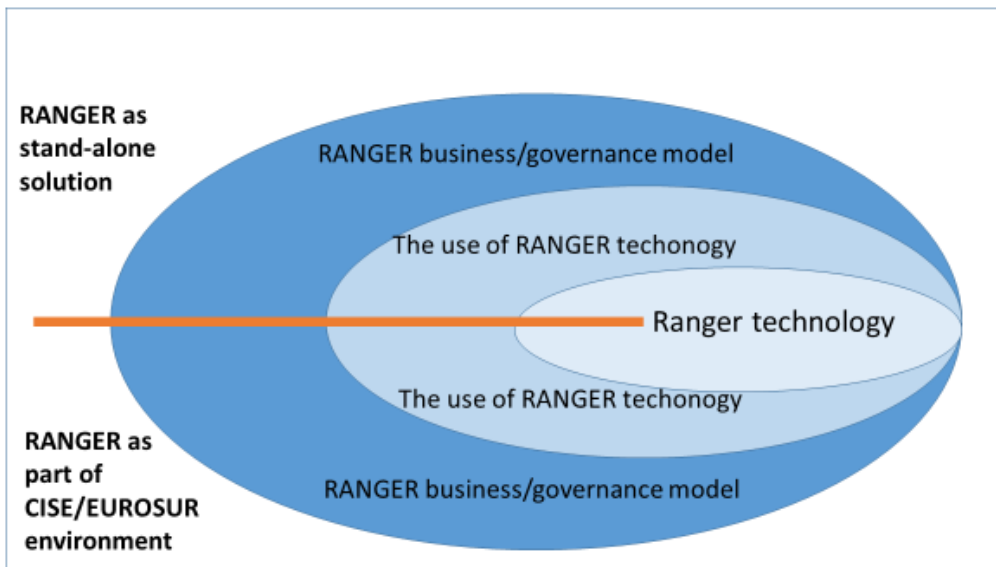 RANGER as
stand-alone
solution
RANGER business/governance model
The use of RANGER techonogy
Ranger technology
The use of RANGER techonogy
RANGER as
part of
CISE/EUROSUR
environment
RANGER business/governance model